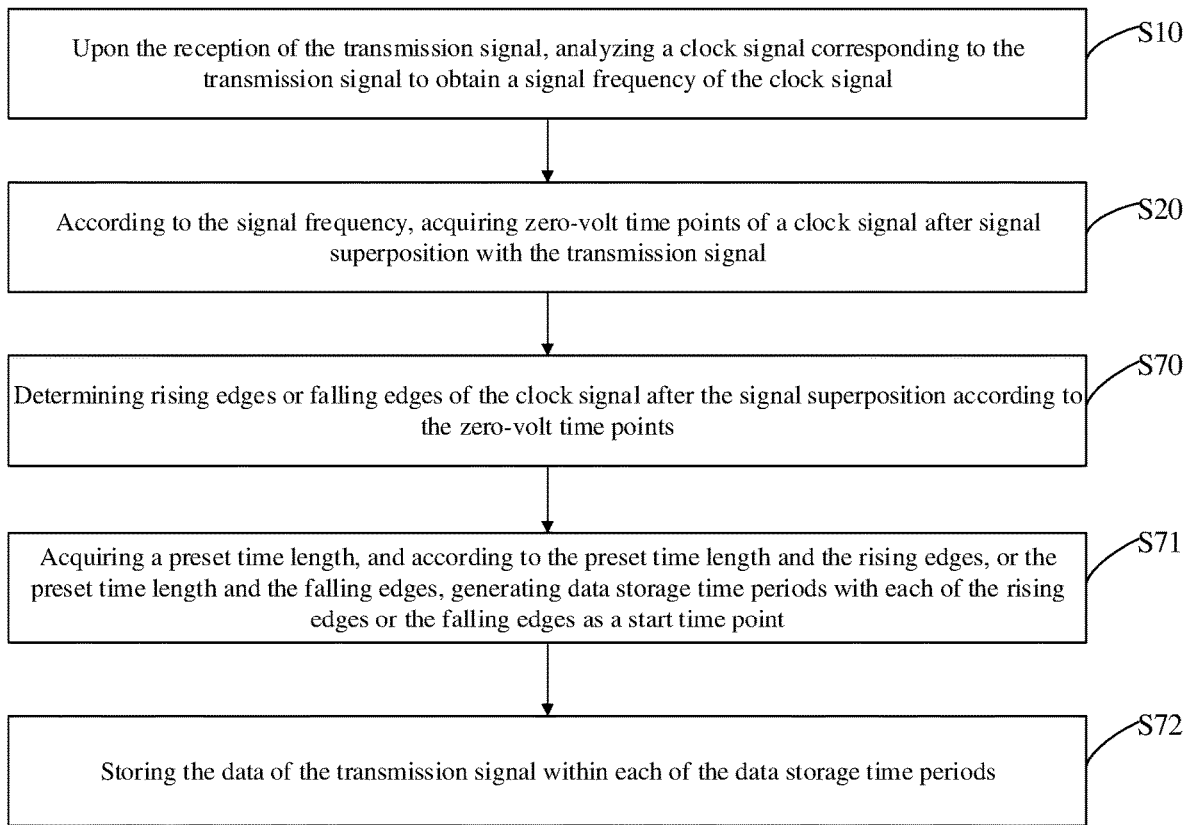 S10
Upon the reception of the transmission signal, analyzing a clock signal corresponding to the
transmission signal to obtain a signal frequency of the clock signal
S20
According to the signal frequency, acquiring zero-volt time points of a clock signal after signal
superposition with the transmission signal
S70
Determining rising edges or falling edges of the clock signal after the signal superposition according to
the zero-volt time points
S71
Acquiring a preset time length, and according to the preset time length and the rising edges, or the
preset time length and the falling edges, generating data storage time periods with each of the rising
edges or the falling edges as a start time point
S72
Storing the data of the transmission signal within each of the data storage time periods